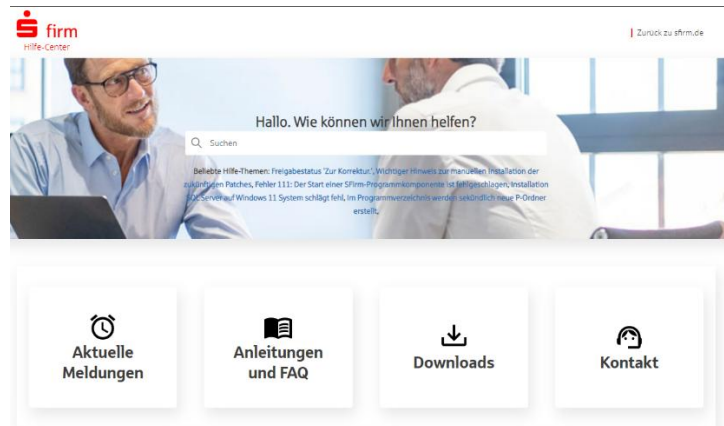 firm
Hilfe-Center
Zurück zu sfirm.de
Hallo. Wie können wir Ihnen helfen?
Suchen
Beliebte Hilfe-Themen: Freigabestatus 'Zur Korrektur.', Wichtiger Hinweis zur manuellen Installation der
zukünftigen Patches, Fehler 111: Der Start einer SFirm-Programmkomponente ist fehlgeschlagen, Installation
SQL Server auf Windows 11 System schlägt fehl, Im Programmverzeichnis werden sekündlich neue P-Ordner
erstellt,
Aktuelle
Meldungen
Anleitungen
und FAQ
Downloads
Kontakt